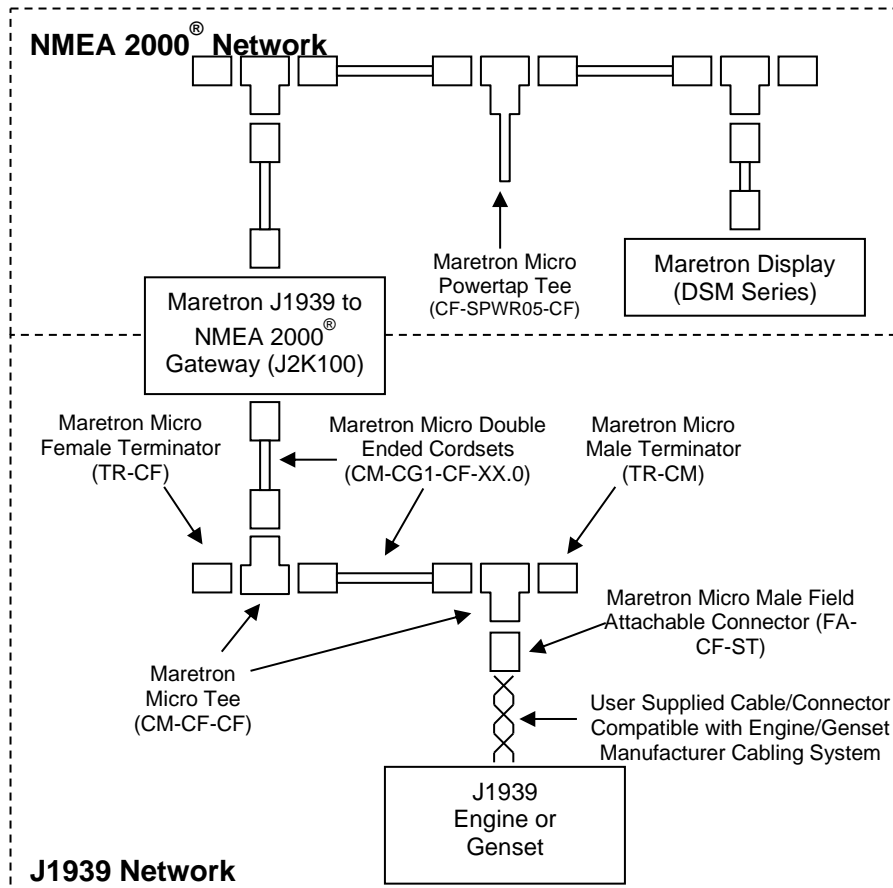 NMEA 2000® Network
Maretron Micro
Powertap Tee
(CF-SPWR05-CF)
Maretron Display
(DSM Series)
Maretron J1939 to
NMEA 2000®
Gateway (J2K100)
Maretron Micro
Female Terminator
(TR-CF)
Maretron Micro Double
Ended Cordsets
(CM-CG1-CF-XX.0)
Maretron Micro
Male Terminator
(TR-CM)
Maretron Micro Male Field
Attachable Connector (FA-
CF-ST)
Maretron
Micro Tee
(CM-CF-CF)
User Supplied Cable/Connector
Compatible with Engine/Genset
Manufacturer Cabling System
J1939
Engine or
Genset
J1939 Network